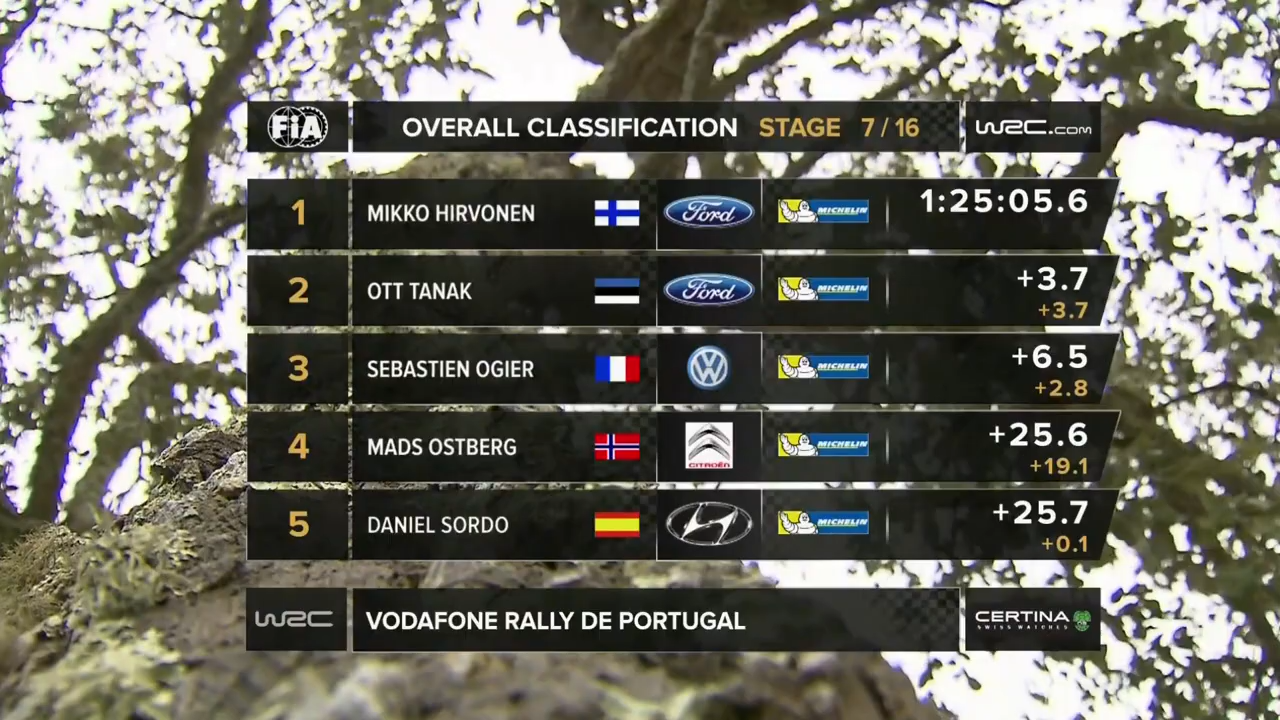 FiA OVERALL CLASSIFICATION STAGE 7 / 16 WRC.COM
1 MIKKO HIRVONEN Ford MICHELIN 1:25:05.6
2 OTT TANAK Ford MICHELIN +3.7
+3.7
3 SEBASTIEN OGIER VW MICHELIN +6.5
+2.8
4 MADS OSTBERG CITROËN MICHELIN +25.6
+19.1
5 DANIEL SORDO MICHELIN +25.7
+0.1
WRC VODAFONE RALLY DE PORTUGAL CERTINA
SWISS WATCHES